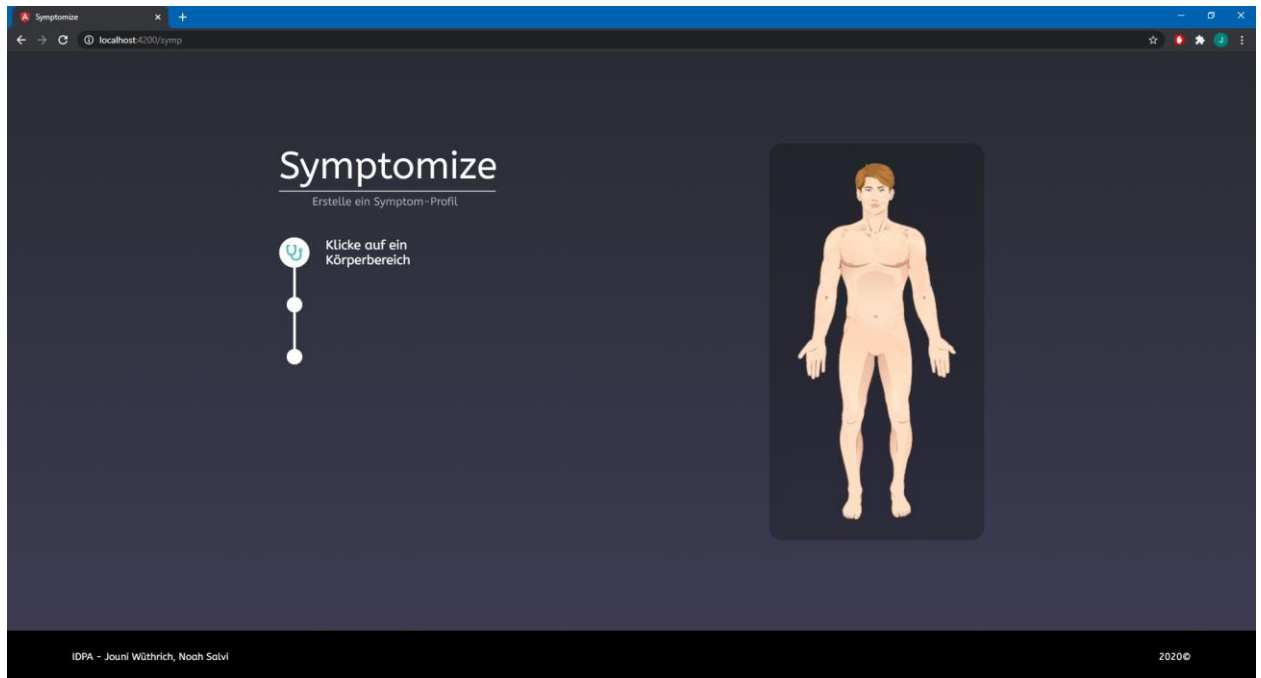 Symptomize
localhost:4200/symp
J
Symptomize
Erstelle ein Symptom-Profil
Klicke auf ein
Körperbereich
IDPA - Jouni Wüthrich, Noah Salvi
2020©